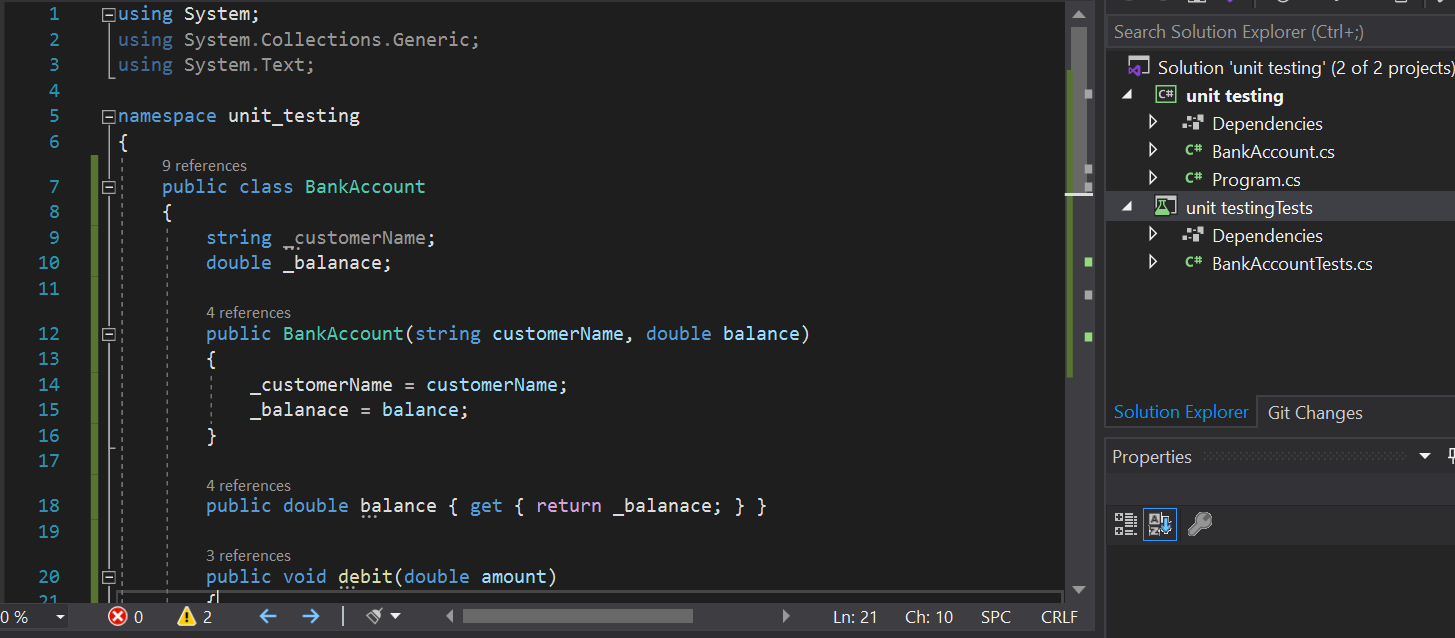 1 using System;
2 using System.Collections.Generic;
3 using System.Text;
4
5 namespace unit_testing
6 {
9 references
7 public class BankAccount
8 {
9 string _customerName;
10 double _balanace;
11
4 references
12 public BankAccount(string customerName, double balance)
13 {
14 _customerName = customerName;
15 _balanace = balance;
16 }
17
4 references
18 public double balance { get { return _balanace; } }
19
3 references
20 public void debit(double amount)
21 {
0 % 0 2 Ln: 21 Ch: 10 SPC CRLF
Search Solution Explorer (Ctrl+;)
Solution 'unit testing' (2 of 2 projects)
C# unit testing
Dependencies
C# BankAccount.cs
C# Program.cs
unit testingTests
Dependencies
C# BankAccountTests.cs
Solution Explorer Git Changes
Properties